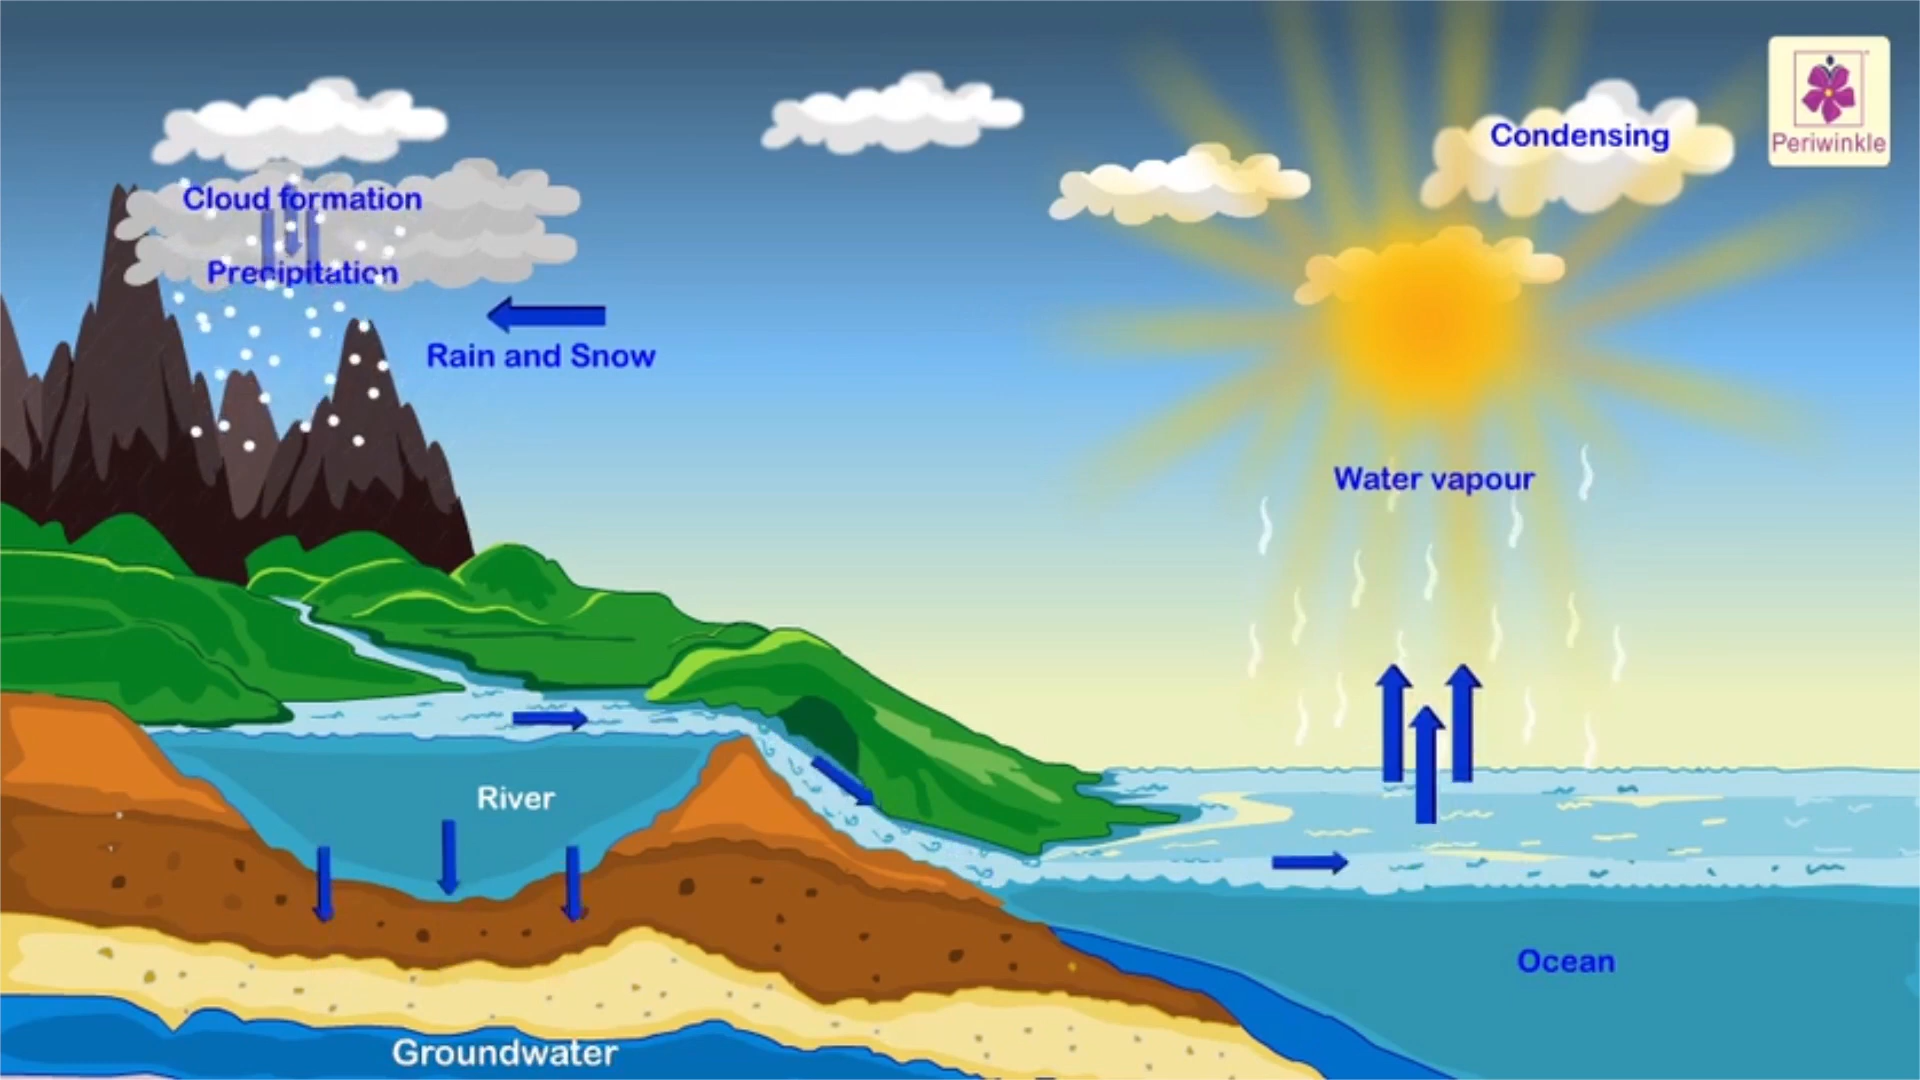 Periwinkle
Condensing
Cloud formation
Precipitation
Rain and Snow
Water vapour
River
Ocean
Groundwater